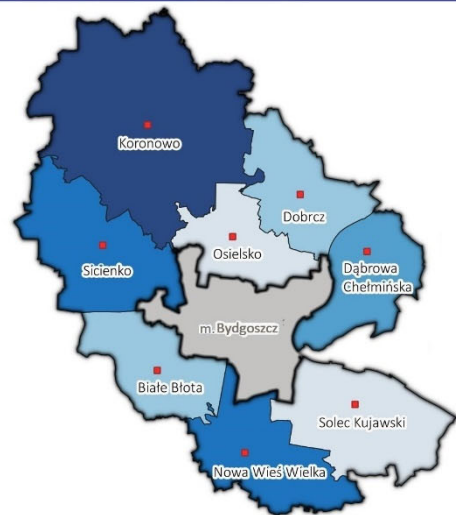 Koronowo
Dobrcz
Osielsko
Sicienko
Dąbrowa
Chełmińska
m.Bydgoszcz
Białe Błota
Solec Kujawski
Nowa Wieś Wielka